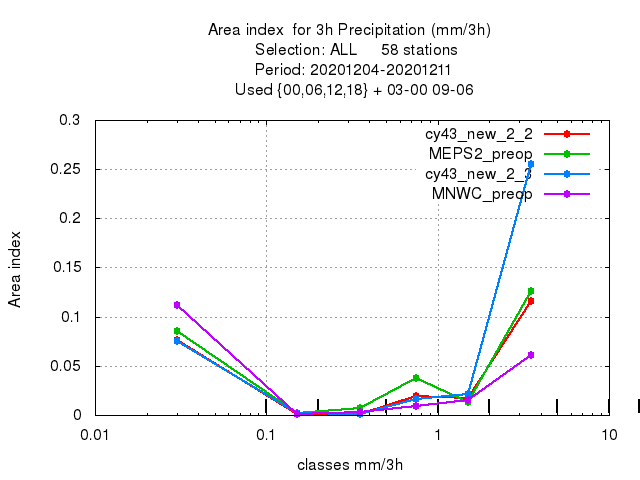 Area index  for 3h Precipitation (mm/3h)
Selection: ALL     58 stations
Period: 20201204-20201211
Used {00,06,12,18} + 03-00 09-06
0.3
0.25
0.2
0.15
0.1
0.05
0
Area index
cy43_new_2_2
MEPS2_preop
cy43_new_2_3
MNWC_preop
0.01 0.1 1 10
classes mm/3h